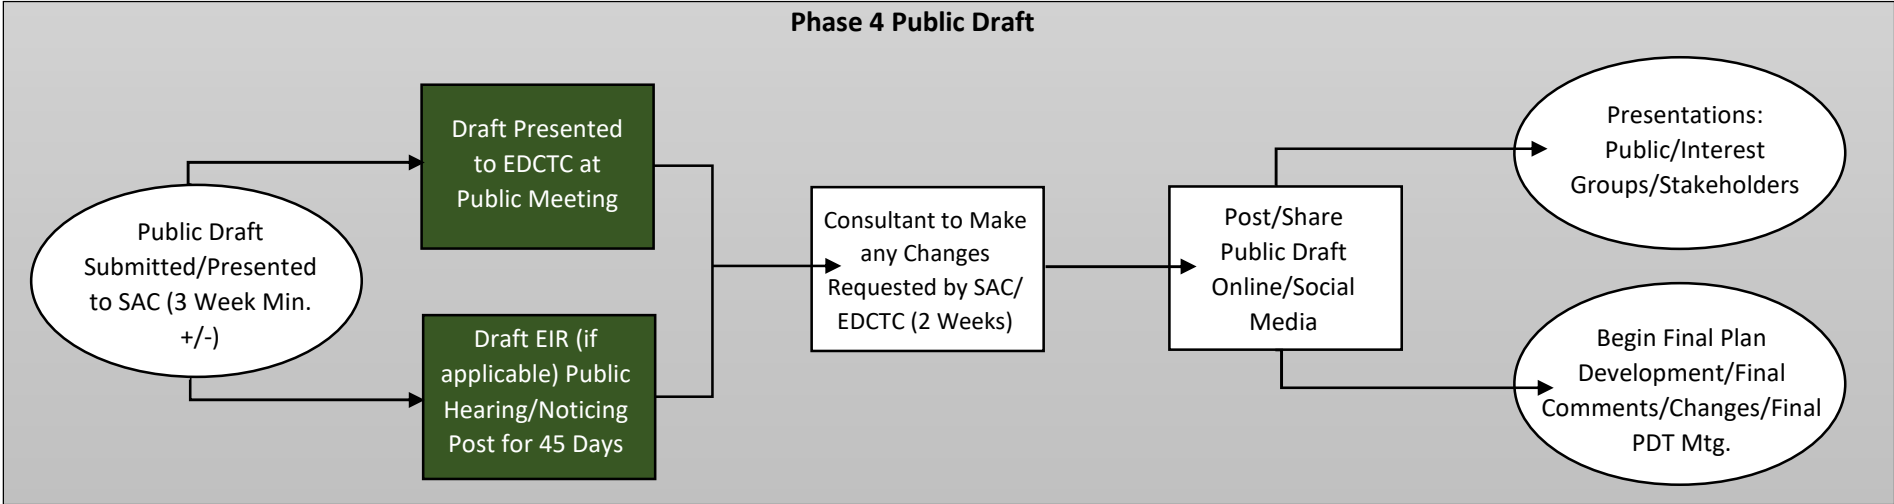 Phase 4 Public Draft
Public Draft
Submitted/Presented
to SAC (3 Week Min.
+/-)
Draft Presented
to EDCTC at
Public Meeting
Draft EIR (if
applicable) Public
Hearing/Noticing
Post for 45 Days
Consultant to Make
any Changes
Requested by SAC/
EDCTC (2 Weeks)
Post/Share
Public Draft
Online/Social
Media
Presentations:
Public/Interest
Groups/Stakeholders
Begin Final Plan
Development/Final
Comments/Changes/Final
PDT Mtg.